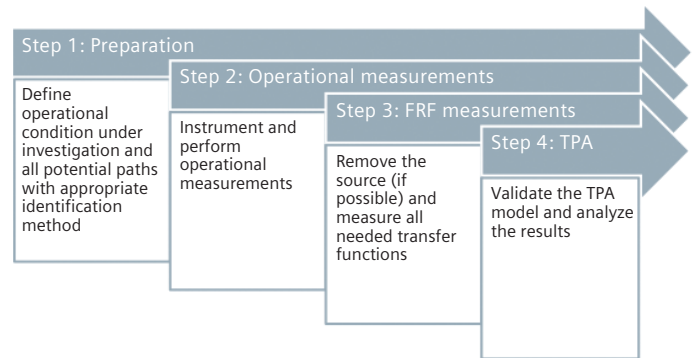 Step 1: Preparation
Define
operational
condition under
investigation and
all potential paths
with appropriate
identification
method
Step 2: Operational measurements
Instrument and
perform
operational
measurements
Step 3: FRF measurements
Remove the
source (if
possible) and
measure all
needed transfer
functions
Step 4: TPA
Validate the TPA
model and analyze
the results